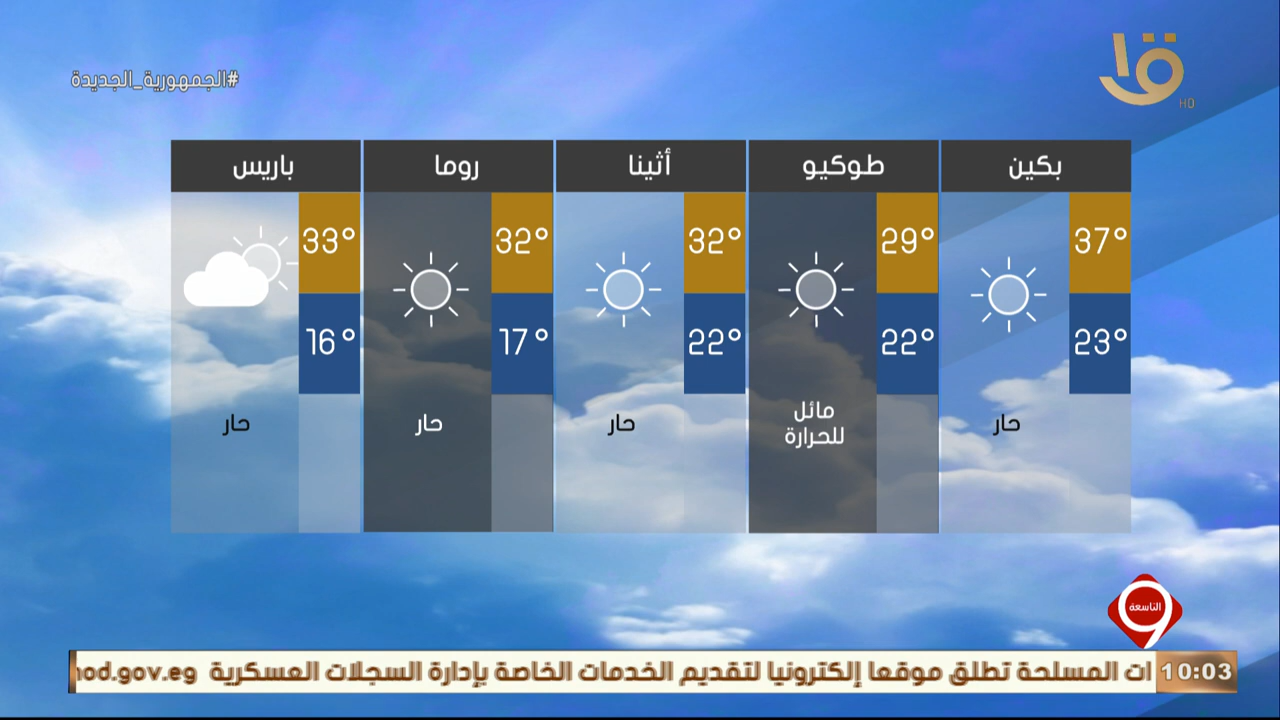 #الجمهورية_الجديدة
HD
بكين
37°
23°
حار
طوكيو
29°
22°
مائل
للحرارة
أثينا
32°
22°
حار
روما
32°
17°
حار
باريس
33°
16°
حار
التاسعة
9
10:03
ات المسلحة تطلق موقعا إلكترونيا لتقديم الخدمات الخاصة بإدارة السجلات العسكرية mod.gov.eg